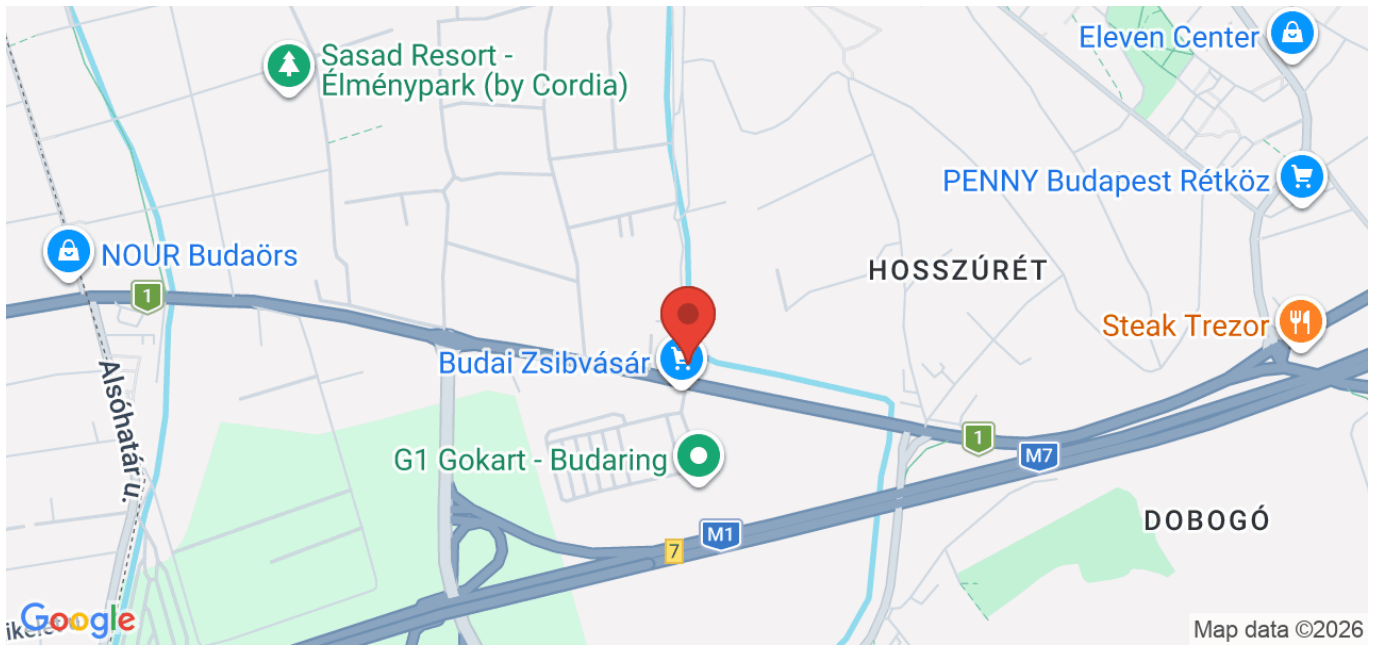 Sasad Resort -
Élménypark (by Cordia)
Eleven Center
PENNY Budapest Rétköz
NOUR Budaörs
HOSSZÚRÉT
1
Steak Trezor
Budai Zsibvásár
Alsóhatár u.
1
M7
G1 Gokart - Budaring
DOBOGÓ
M1
7
Google
Map data ©2026